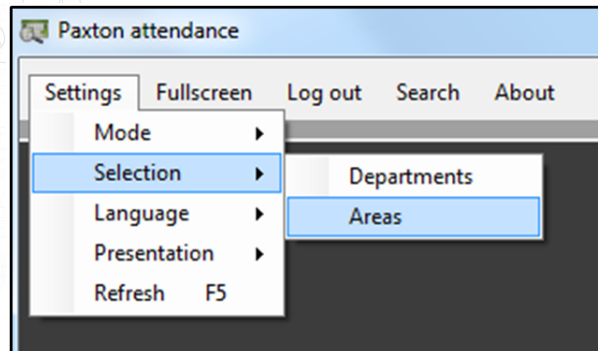 Paxton attendance
Settings Fullscreen Log out Search About
Mode
Selection
Departments
Language
Areas
Presentation
Refresh F5